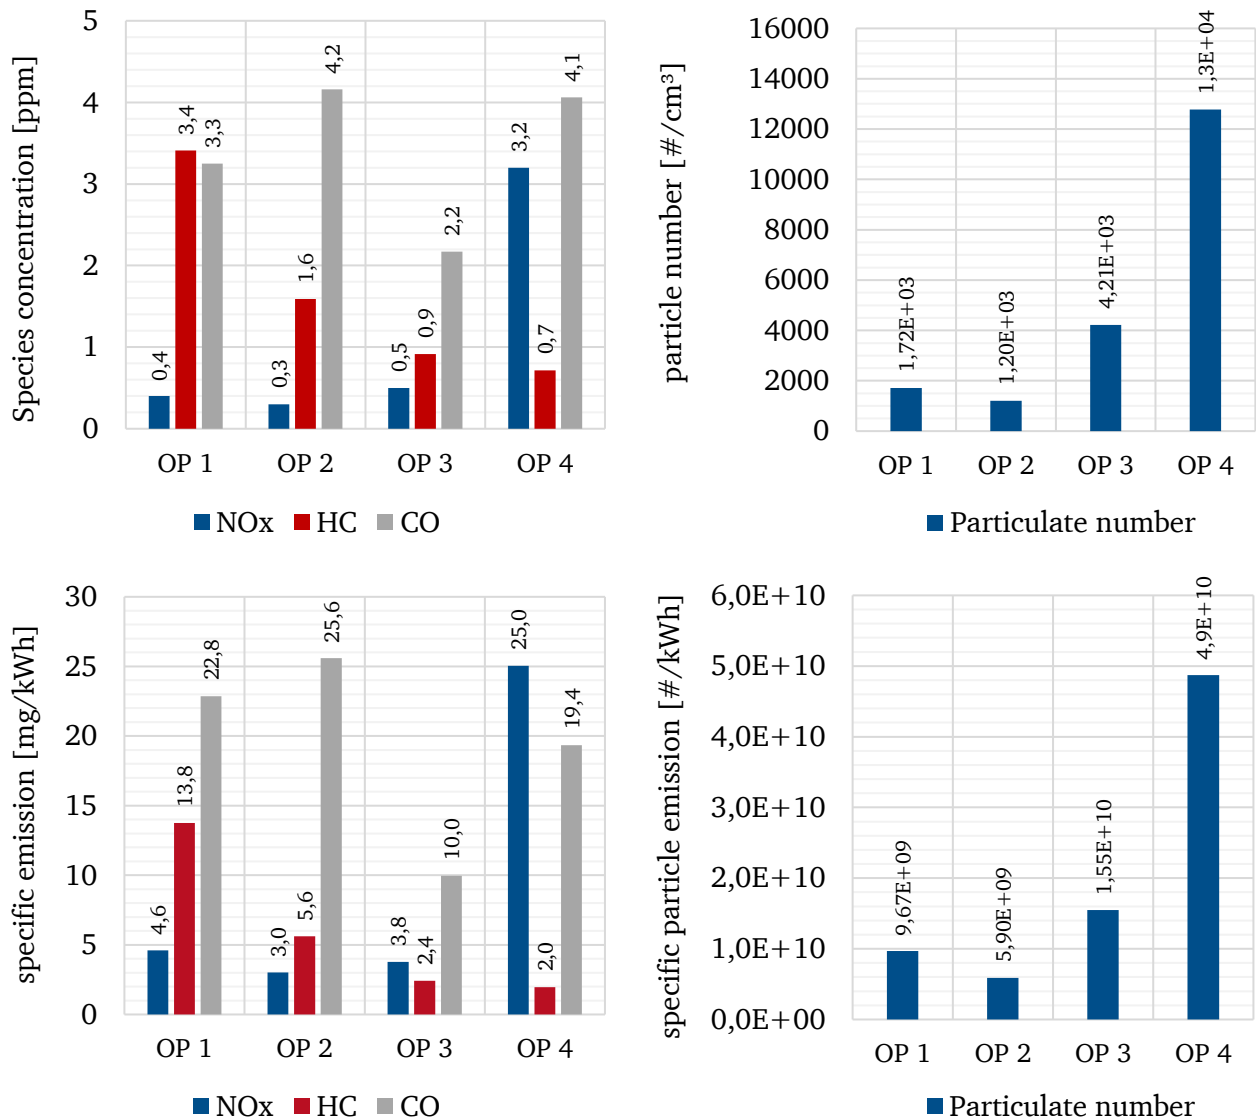 Species concentration [ppm]
5
4
3
2
1
0
0,4
3,4
3,3
0,3
1,6
4,2
0,5
0,9
2,2
3,2
0,7
4,1
OP 1
OP 2
OP 3
OP 4
NOx
HC
CO
particle number [#/cm³]
16000
14000
12000
10000
8000
6000
4000
2000
0
1,72E+03
1,20E+03
4,21E+03
1,3E+04
OP 1
OP 2
OP 3
OP 4
Particulate number
specific emission [mg/kWh]
30
25
20
15
10
5
0
4,6
13,8
22,8
3,0
5,6
25,6
3,8
2,4
10,0
25,0
2,0
19,4
OP 1
OP 2
OP 3
OP 4
NOx
HC
CO
specific particle emission [#/kWh]
6,0E+10
5,0E+10
4,0E+10
3,0E+10
2,0E+10
1,0E+10
0,0E+00
9,67E+09
5,90E+09
1,55E+10
4,9E+10
OP 1
OP 2
OP 3
OP 4
Particulate number